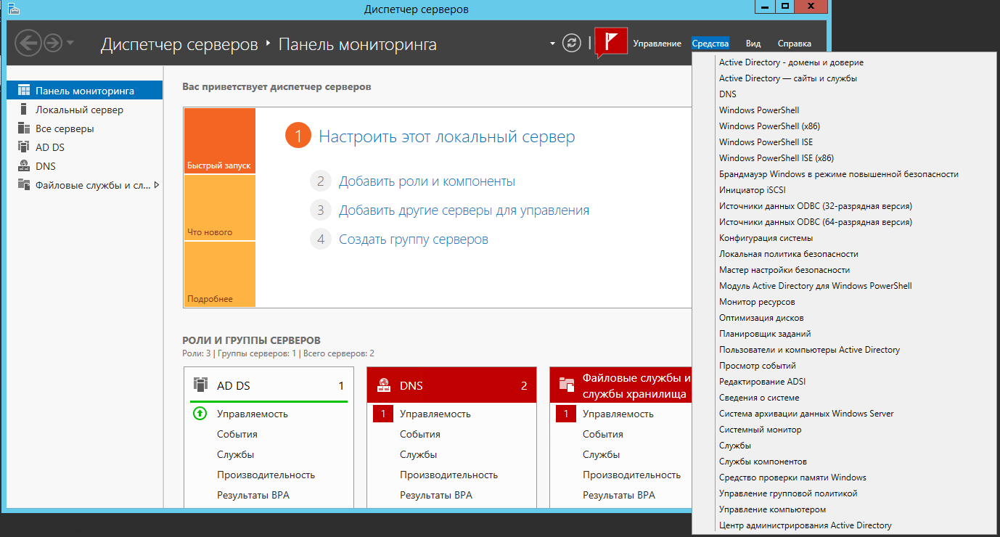 Диспетчер серверов
Диспетчер серверов ‣ Панель мониторинга
Управление Средства Вид Справка
Панель мониторинга
Локальный сервер
Все серверы
AD DS
DNS
Файловые службы и сл...
Вас приветствует диспетчер серверов
Быстрый запуск
Что нового
Подробнее
1 Настроить этот локальный сервер
2 Добавить роли и компоненты
3 Добавить другие серверы для управления
4 Создать группу серверов
РОЛИ И ГРУППЫ СЕРВЕРОВ
Роли: 3 | Группы серверов: 1 | Всего серверов: 2
AD DS 1
Управляемость
События
Службы
Производительность
Результаты BPA
DNS 2
1 Управляемость
События
Службы
Производительность
Результаты BPA
Файловые службы и
службы хранилища
1 Управляемость
События
Службы
Производительность
Результаты BPA
Active Directory - домены и доверие
Active Directory — сайты и службы
DNS
Windows PowerShell
Windows PowerShell (x86)
Windows PowerShell ISE
Windows PowerShell ISE (x86)
Брандмауэр Windows в режиме повышенной безопасности
Инициатор iSCSI
Источники данных ODBC (32-разрядная версия)
Источники данных ODBC (64-разрядная версия)
Конфигурация системы
Локальная политика безопасности
Мастер настройки безопасности
Модуль Active Directory для Windows PowerShell
Монитор ресурсов
Оптимизация дисков
Планировщик заданий
Пользователи и компьютеры Active Directory
Просмотр событий
Редактирование ADSI
Сведения о системе
Система архивации данных Windows Server
Системный монитор
Службы
Службы компонентов
Средство проверки памяти Windows
Управление групповой политикой
Управление компьютером
Центр администрирования Active Directory